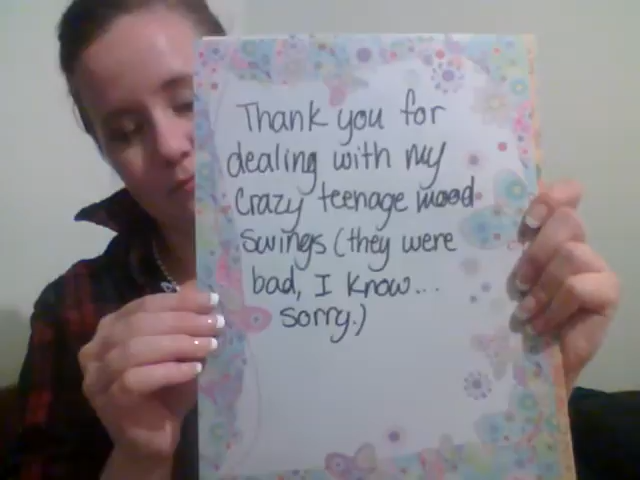 Thank you for
dealing with my
crazy teenage mood
swings (they were
bad, I know...
sorry.)